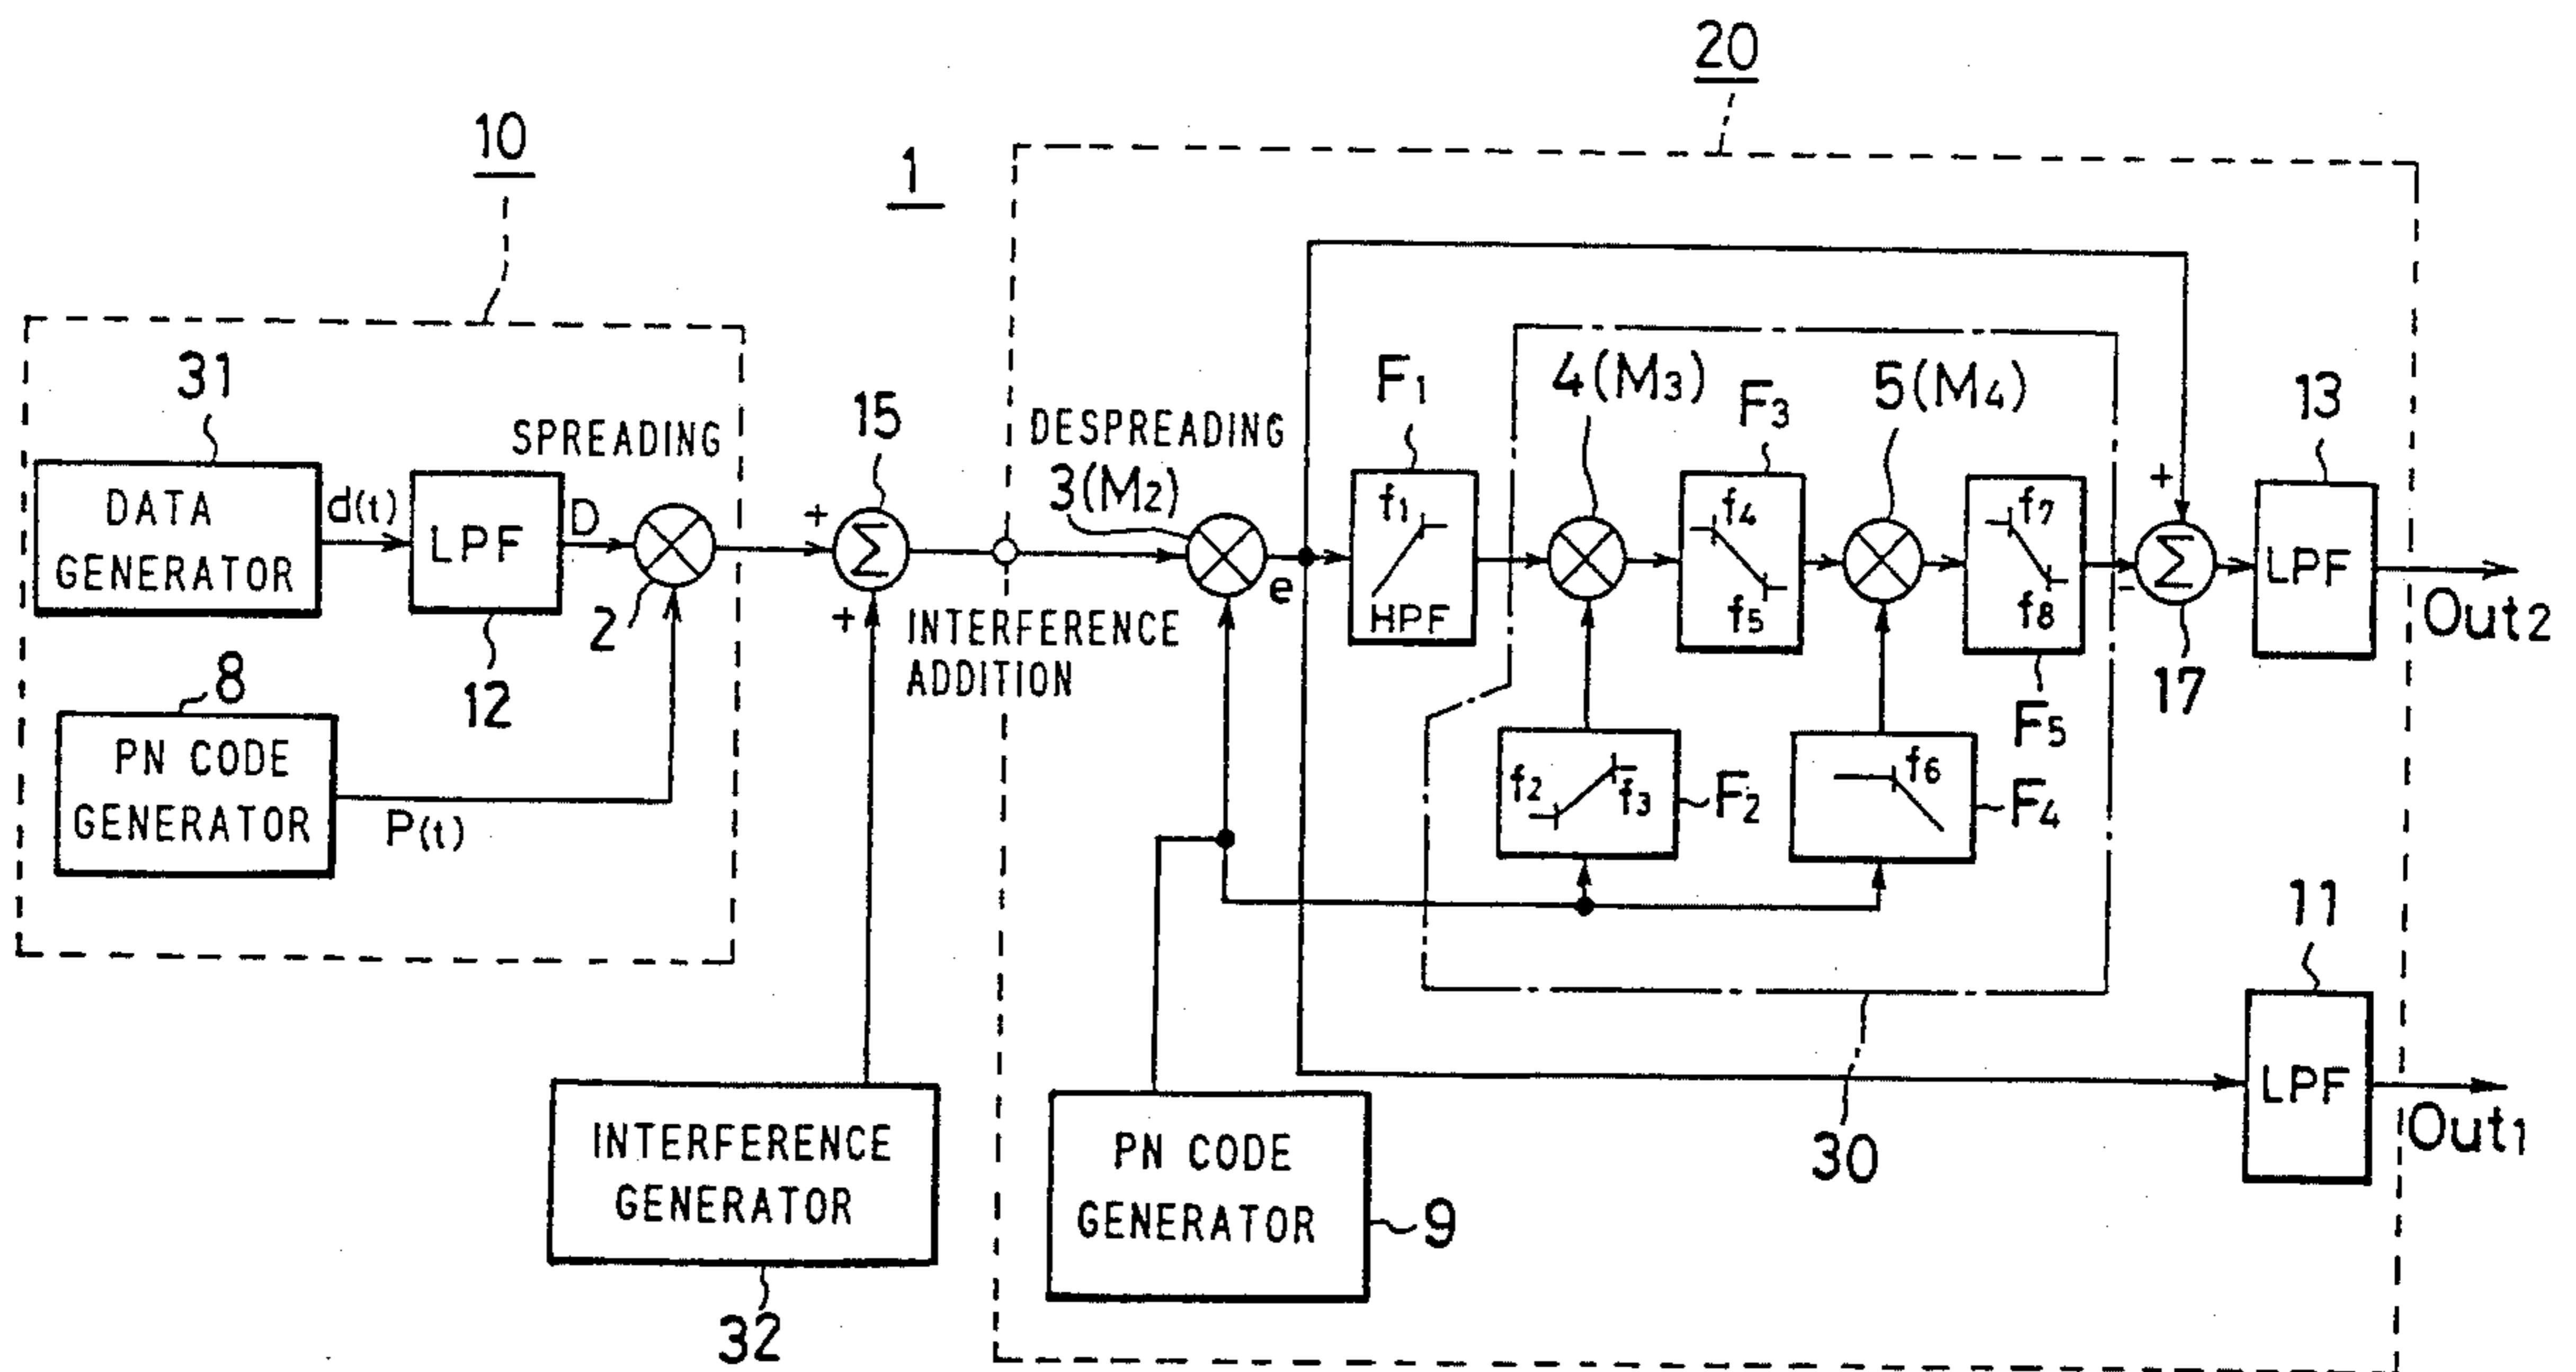 20
10
1
31
SPREADING
15
DESPREADING
3(M2)
F1
4(M3)
F3
5(M4)
13
DATA
GENERATOR
d(t)
LPF
D
2
+
Σ
+
e
f1
HPF
f4
f5
f7
f8
+
-
Σ
LPF
Out2
12
INTERFERENCE
ADDITION
17
F5
8
PN CODE
GENERATOR
P(t)
f2
f3
F2
f6
F4
11
LPF
Out1
30
INTERFERENCE
GENERATOR
32
PN CODE
GENERATOR
9